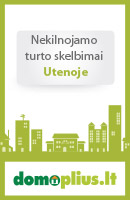 Nekilnojamo
turto skelbimai
Utenoje
domoplius.lt